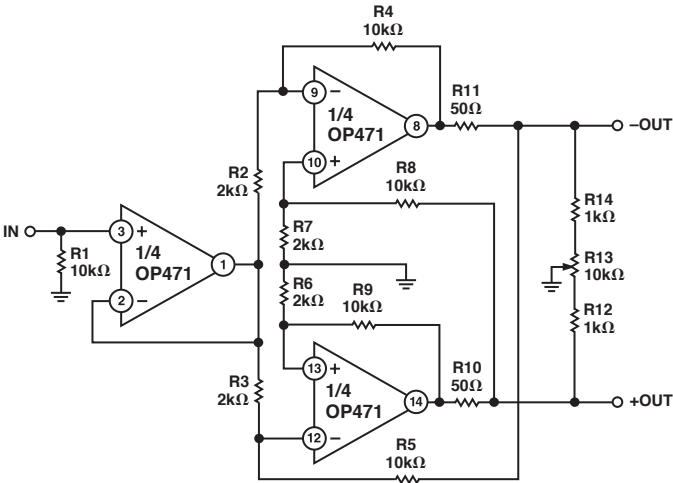 R4
10kΩ
9
–
1/4
OP471
8
10
+
R11
50Ω
–OUT
R2
2kΩ
R8
10kΩ
R14
1kΩ
IN
3
+
1/4
OP471
1
2
–
R1
10kΩ
R7
2kΩ
R13
10kΩ
R6
2kΩ
R9
10kΩ
R12
1kΩ
R3
2kΩ
13
+
1/4
OP471
14
12
–
R10
50Ω
+OUT
R5
10kΩ